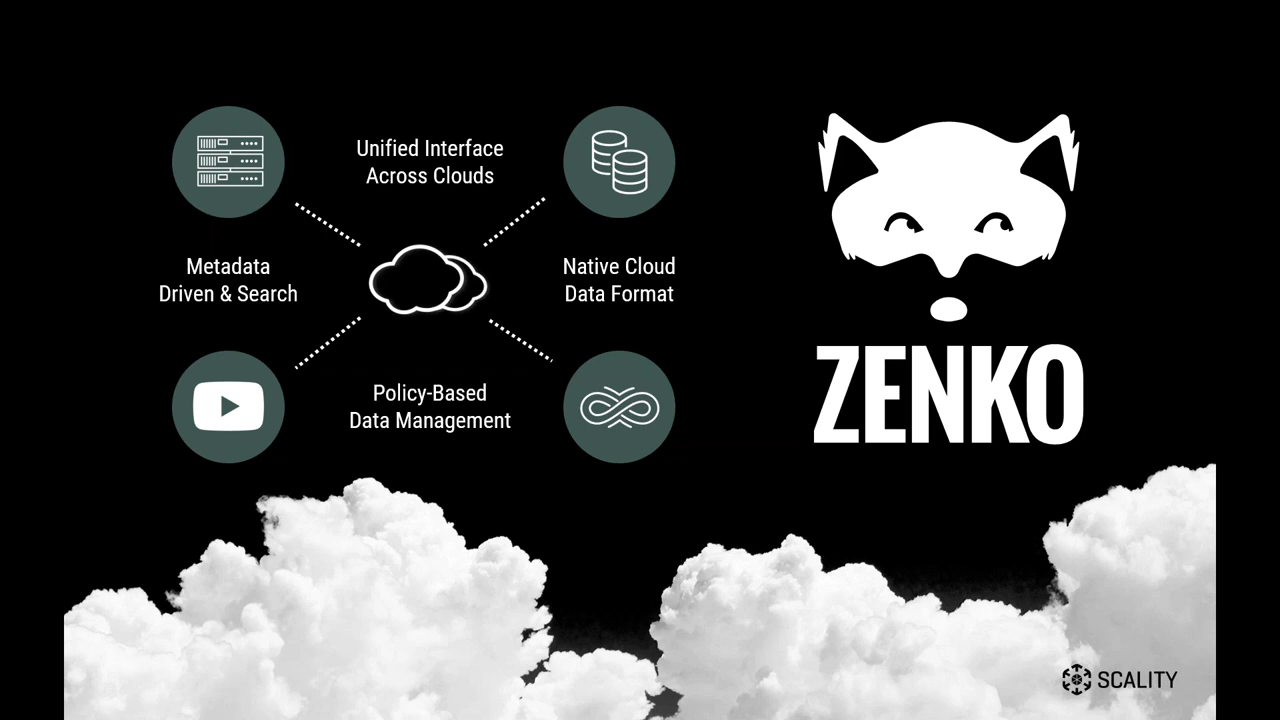 Unified Interface
Across Clouds
Metadata
Driven & Search
Native Cloud
Data Format
Policy-Based
Data Management
ZENKO
SCALITY